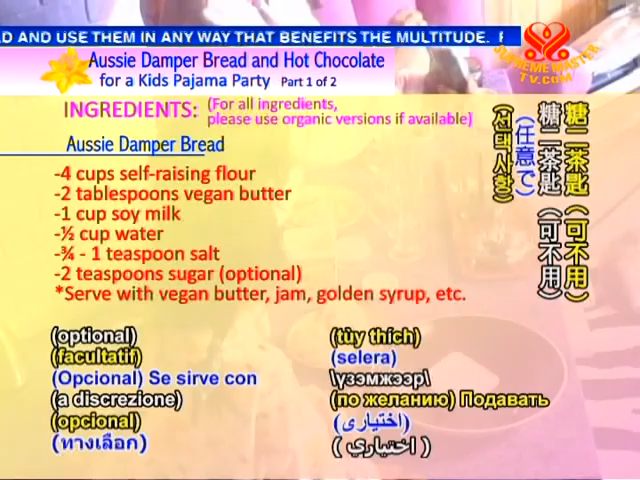 D AND USE THEM IN ANY WAY THAT BENEFITS THE MULTITUDE.
SUPREME MASTER
TV.COM
Aussie Damper Bread and Hot Chocolate
for a Kids Pajama Party Part 1 of 2
INGREDIENTS:
(For all ingredients,
please use organic versions if available)
Aussie Damper Bread
-4 cups self-raising flour
-2 tablespoons vegan butter
-1 cup soy milk
-½ cup water
-¾ - 1 teaspoon salt
-2 teaspoons sugar (optional)
*Serve with vegan butter, jam, golden syrup, etc.
糖二茶匙（可不用）
糖二茶匙（可不用）
(任意で)
(선택사항)
(optional)
(facultatif)
(Opcional) Se sirve con
(a discrezione)
(opcional)
(ทางเลือก)
(tùy thích)
(selera)
\үзэмжээр\
(по желанию) Подавать
(اختیاری)
( اختياري )